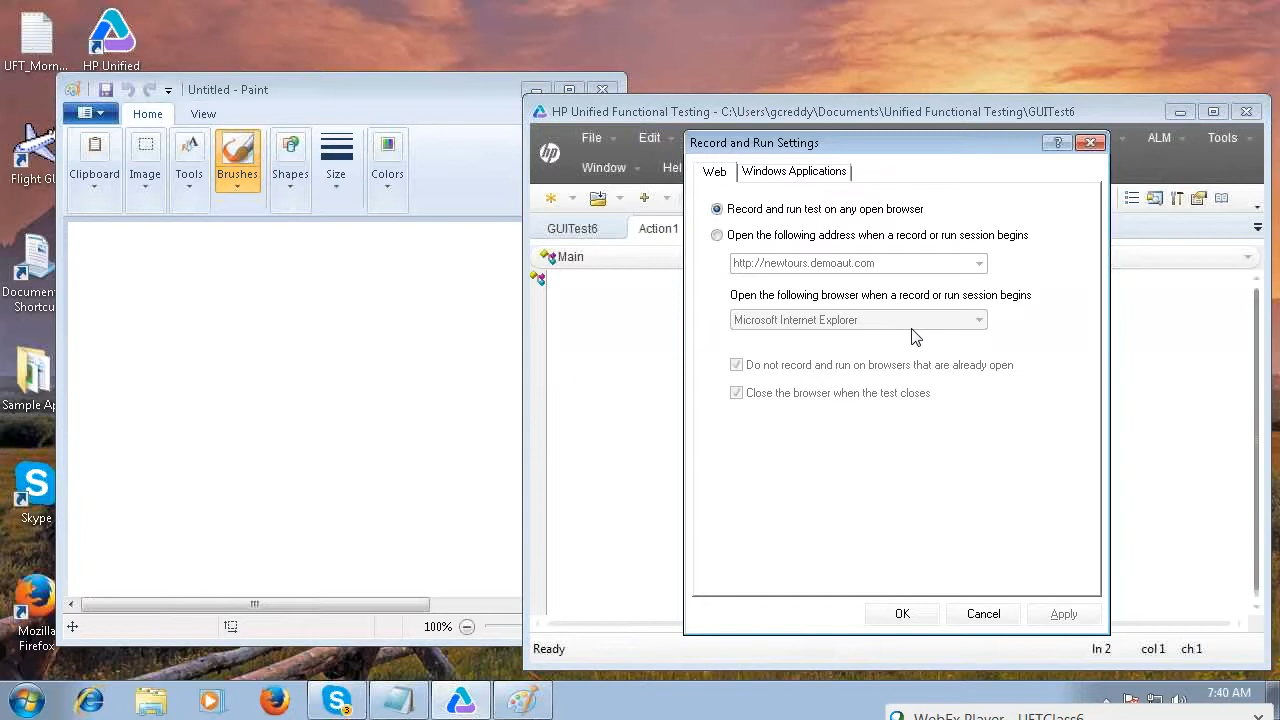 UFT_Morn...
HP Unified
Flight GU
Document
Shortcu
Sample Ap
Skype
Mozilla
Firefox
Untitled - Paint
Home
View
Clipboard
Image
Tools
Brushes
Shapes
Size
Colors
100%
HP Unified Functional Testing - C:\Users\gcreddy\Documents\Unified Functional Testing\GUITest6
hp
File
Edit
ALM
Tools
Window
Hel
GUITest6
Action1
Main
Record and Run Settings
Web
Windows Applications
Record and run test on any open browser
Open the following address when a record or run session begins
http://newtours.demoaut.com
Open the following browser when a record or run session begins
Microsoft Internet Explorer
Do not record and run on browsers that are already open
Close the browser when the test closes
OK
Cancel
Apply
Ready
ln 2
col 1
ch 1
S
3
7:40 AM
WebEx Player - UFTClass6